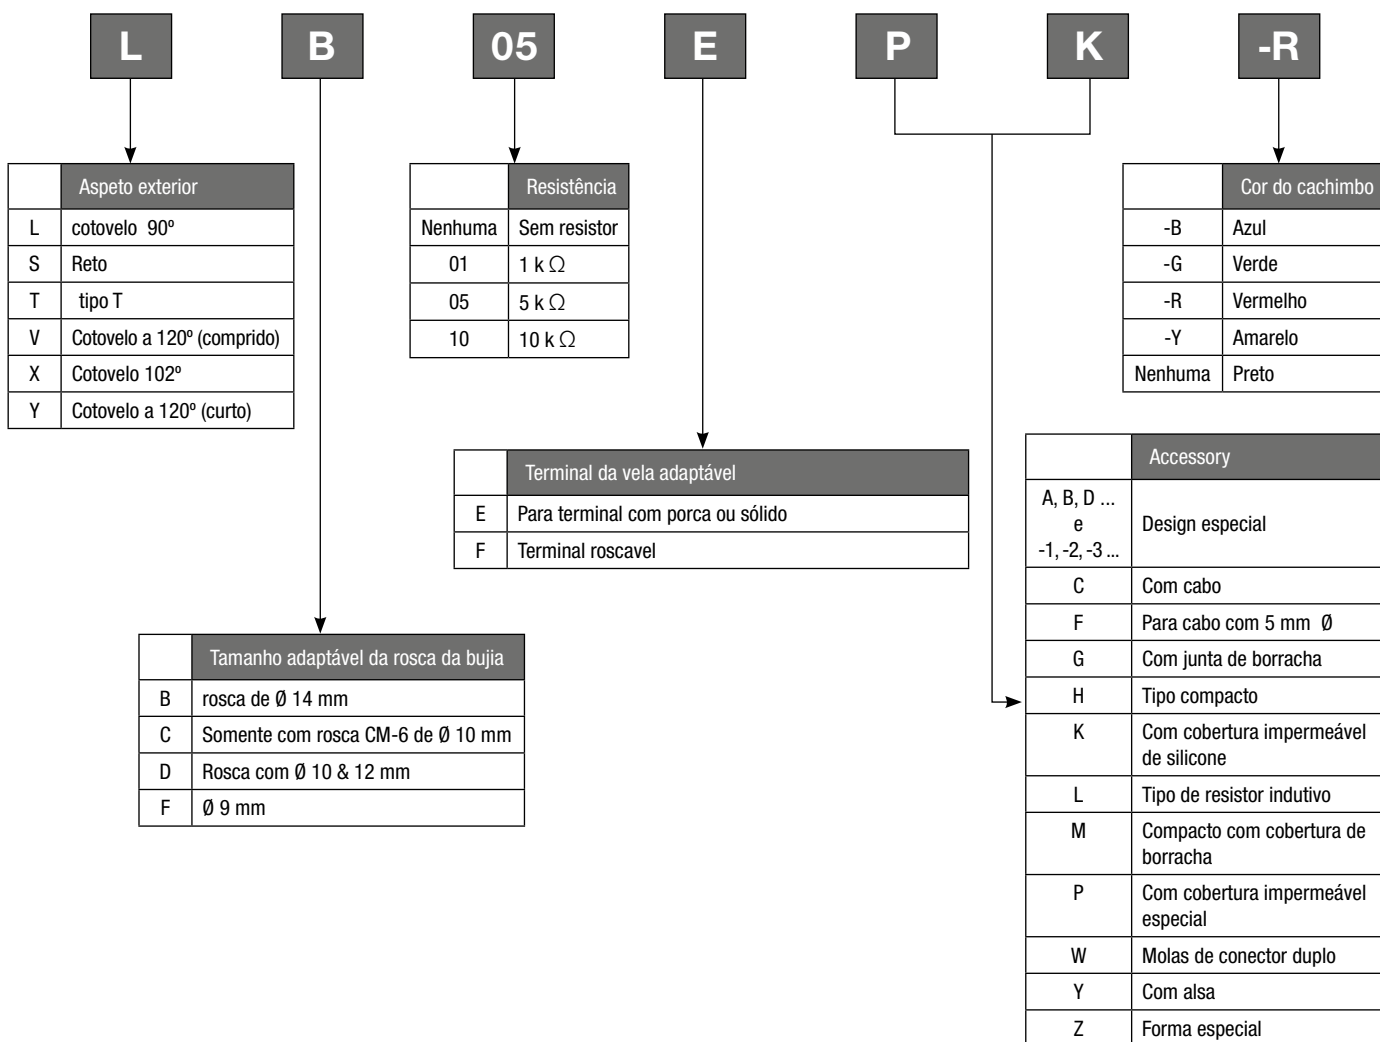 L B 05 E P K -R
Aspeto exterior
L cotovelo 90º
S Reto
T tipo T
V Cotovelo a 120º (comprido)
X Cotovelo 102º
Y Cotovelo a 120º (curto)
Resistência
Nenhuma Sem resistor
01 1 k Ω
05 5 k Ω
10 10 k Ω
Cor do cachimbo
-B Azul
-G Verde
-R Vermelho
-Y Amarelo
Nenhuma Preto
Terminal da vela adaptável
E Para terminal com porca ou sólido
F Terminal roscavel
Tamanho adaptável da rosca da bujia
B rosca de Ø 14 mm
C Somente com rosca CM-6 de Ø 10 mm
D Rosca com Ø 10 & 12 mm
F Ø 9 mm
Accessory
A, B, D ...
e
-1, -2, -3 ...
Design especial
C Com cabo
F Para cabo com 5 mm Ø
G Com junta de borracha
H Tipo compacto
K Com cobertura impermeável
de silicone
L Tipo de resistor indutivo
M Compacto com cobertura de
borracha
P Com cobertura impermeável
especial
W Molas de conector duplo
Y Com alsa
Z Forma especial